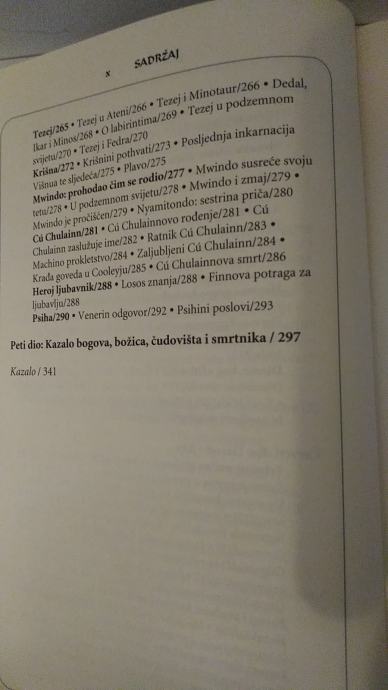 x SADRŽAJ
Tezej/265 • Tezej u Ateni/266 • Tezej i Minotaur/266 • Dedal,
Ikar i Minos/268 • O labirintima/269 • Tezej u podzemnom
svijetu/270 • Tezej i Fedra/270
Krišna/272 • Krišnini pothvati/273 • Posljednja inkarnacija
Višnua te sljedeća/275 • Plavo/275
Mwindo: prohodao čim se rodio/277 • Mwindo susreće svoju
tetu/278 • U podzemnom svijetu/278 • Mwindo i zmaj/279 •
Mwindo je pročišćen/279 • Nyamitondo: sestrina priča/280
Cú Chulainn/281 • Cú Chulainnovo rođenje/281 • Cú
Chulainn zaslužuje ime/282 • Ratnik Cú Chulainn/283 •
Machino prokletstvo/284 • Zaljubljeni Cú Chulainn/284 •
Krađa goveda u Cooleyju/285 • Cú Chulainnova smrt/286
Heroj ljubavnik/288 • Losos znanja/288 • Finnova potraga za
ljubavlju/288
Psiha/290 • Venerin odgovor/292 • Psihini poslovi/293
Peti dio: Kazalo bogova, božica, čudovišta i smrtnika / 297
Kazalo / 341